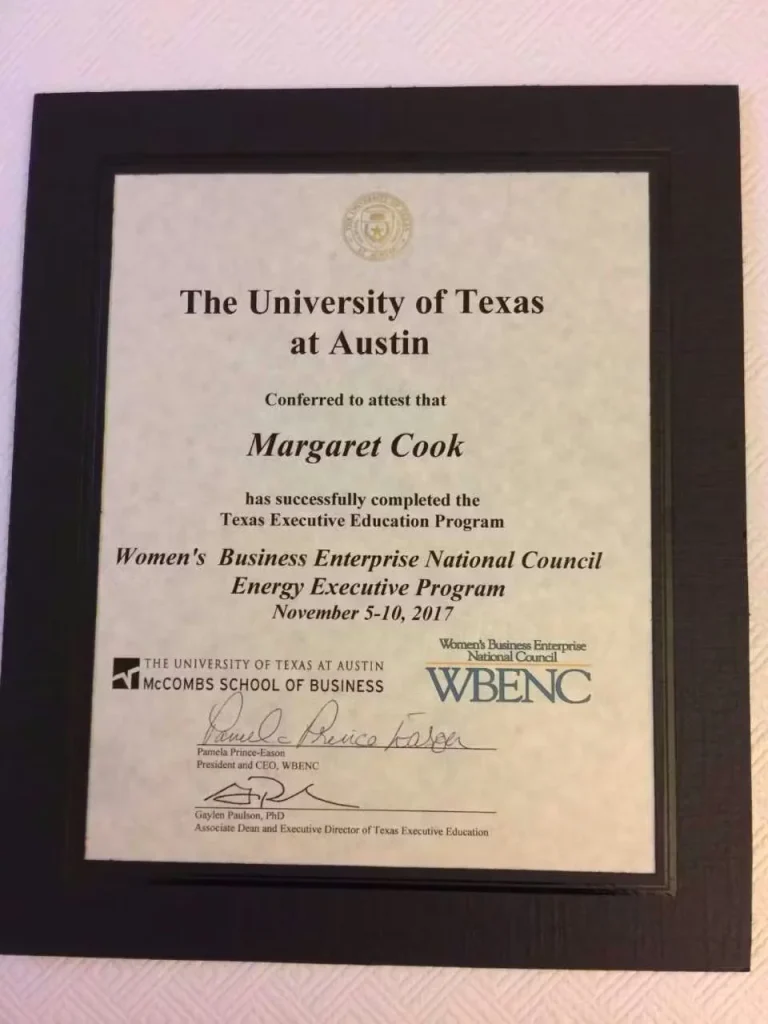 The University of Texas
at Austin
Conferred to attest that
Margaret Cook
has successfully completed the
Texas Executive Education Program
Women's Business Enterprise National Council
Energy Executive Program
November 5-10, 2017
THE UNIVERSITY OF TEXAS AT AUSTIN
McCOMBS SCHOOL OF BUSINESS
Women's Business Enterprise
National Council
WBENC
Pamela Prince-Eason
Pamela Prince-Eason
President and CEO, WBENC
Gaylen Paulson, PhD
Associate Dean and Executive Director of Texas Executive Education